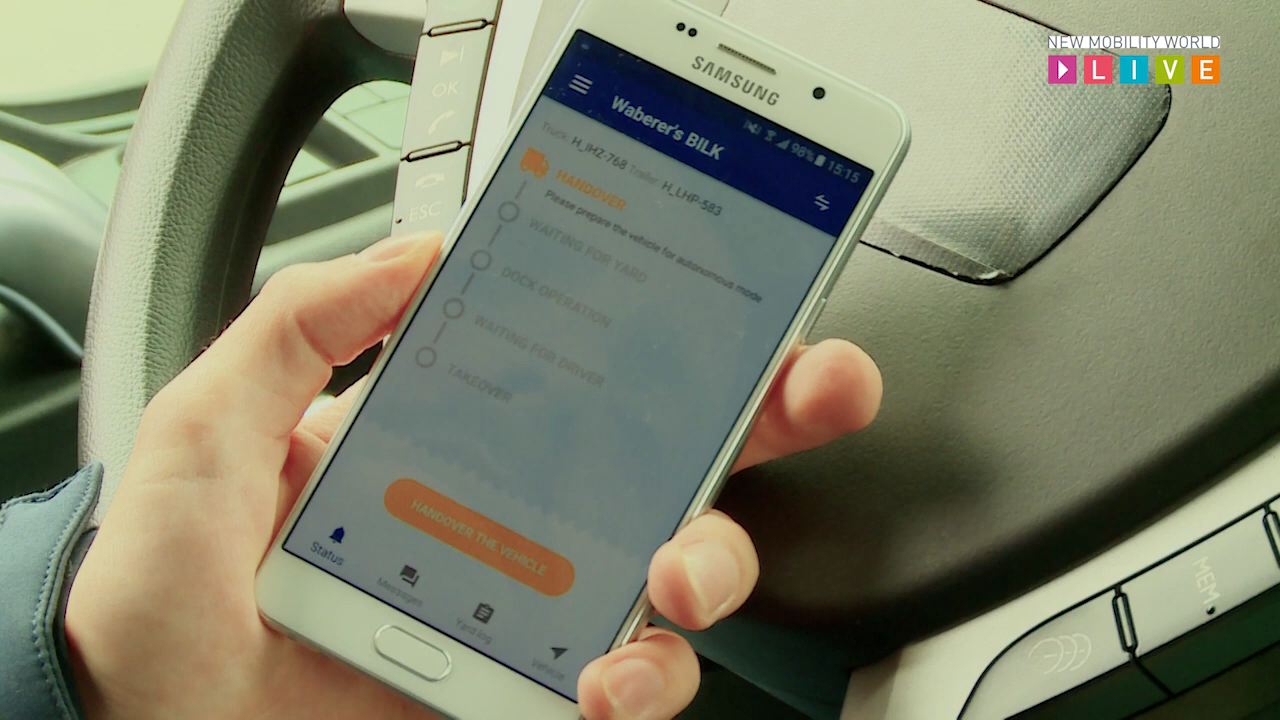 NEW MOBILITY WORLD
LIVE
OK
ESC
SAMSUNG
98% 15:15
Waberer's BILK
Truck: H_IHZ-768 Trailer: H_LHP-583
HANDOVER
Please prepare the vehicle for autonomous mode
WAITING FOR YARD
DOCK OPERATION
WAITING FOR DRIVER
TAKEOVER
HANDOVER THE VEHICLE
Status
Messages
Yard log
Vehicle
MEM